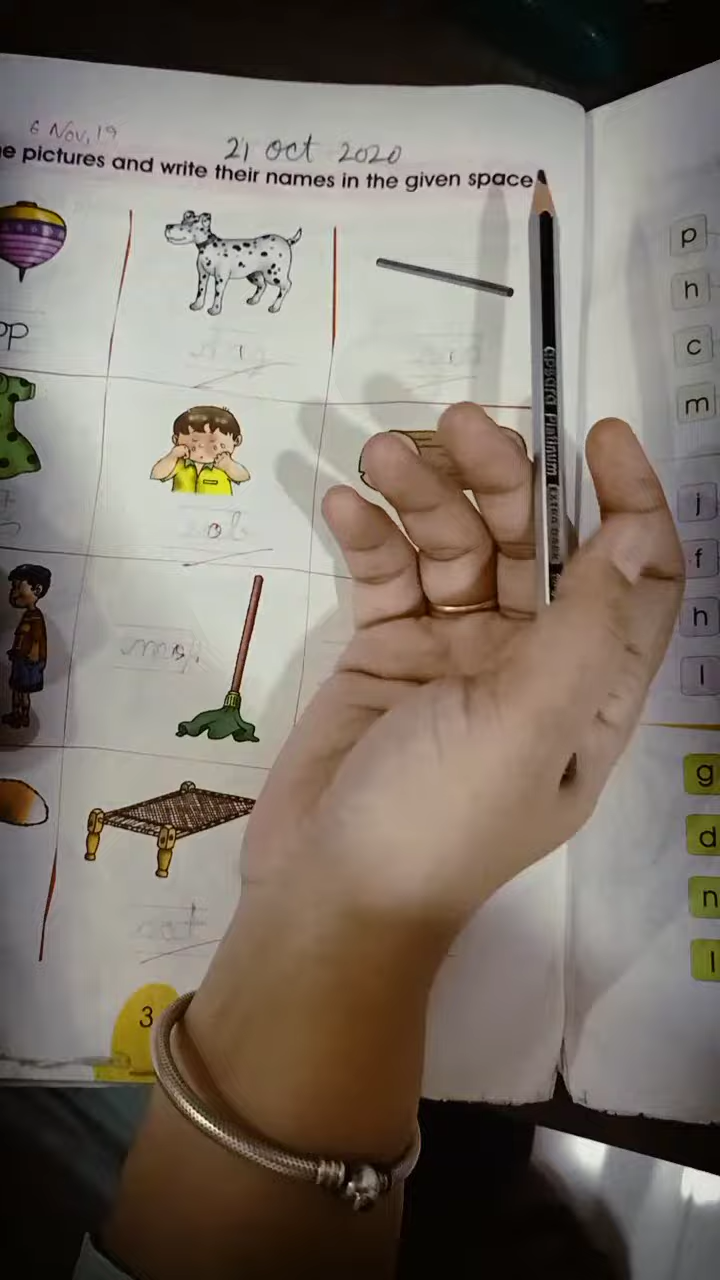 6 Nov, 19
21 Oct 2020
e pictures and write their names in the given space
op
sob
mop
cot
apsara Platinum EXTRA DARK
3
p
h
c
m
j
f
h
l
g
d
n
l